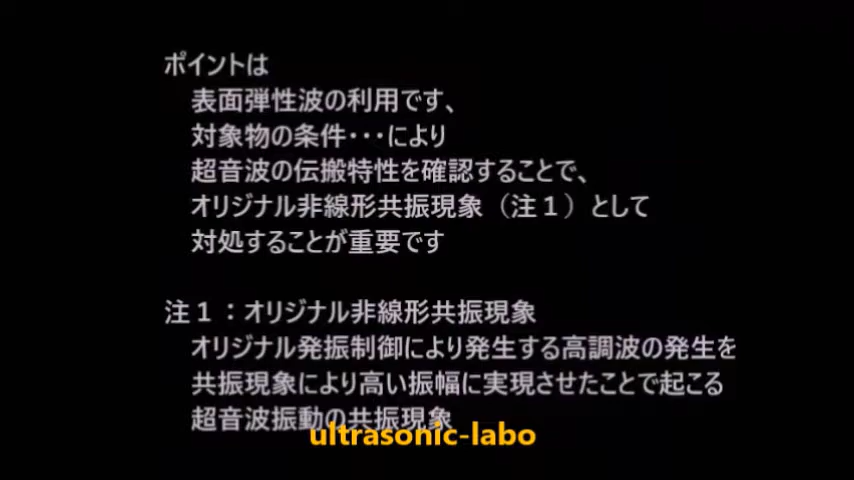 ポイントは
表面弾性波の利用です、
対象物の条件・・・により
超音波の伝搬特性を確認することで、
オリジナル非線形共振現象（注１）として
対処することが重要です
注１：オリジナル非線形共振現象
オリジナル発振制御により発生する高調波の発生を
共振現象により高い振幅に実現させたことで起こる
超音波振動の共振現象
ultrasonic-labo